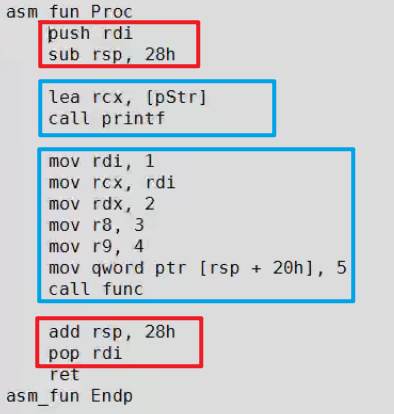 asm_fun Proc
push rdi
sub rsp, 28h
lea rcx, [pStr]
call printf
mov rdi, 1
mov rcx, rdi
mov rdx, 2
mov r8, 3
mov r9, 4
mov qword ptr [rsp + 20h], 5
call func
add rsp, 28h
pop rdi
ret
asm_fun Endp